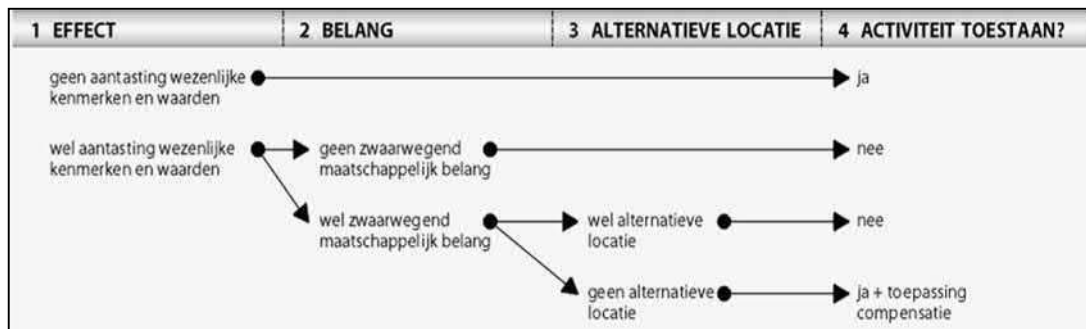 1 EFFECT 2 BELANG 3 ALTERNATIEVE LOCATIE 4 ACTIVITEIT TOESTAAN?
geen aantasting wezenlijke
kenmerken en waarden
ja
wel aantasting wezenlijke
kenmerken en waarden
geen zwaarwegend
maatschappelijk belang
nee
wel zwaarwegend
maatschappelijk belang
wel alternatieve
locatie
nee
geen alternatieve
locatie
ja + toepassing
compensatie